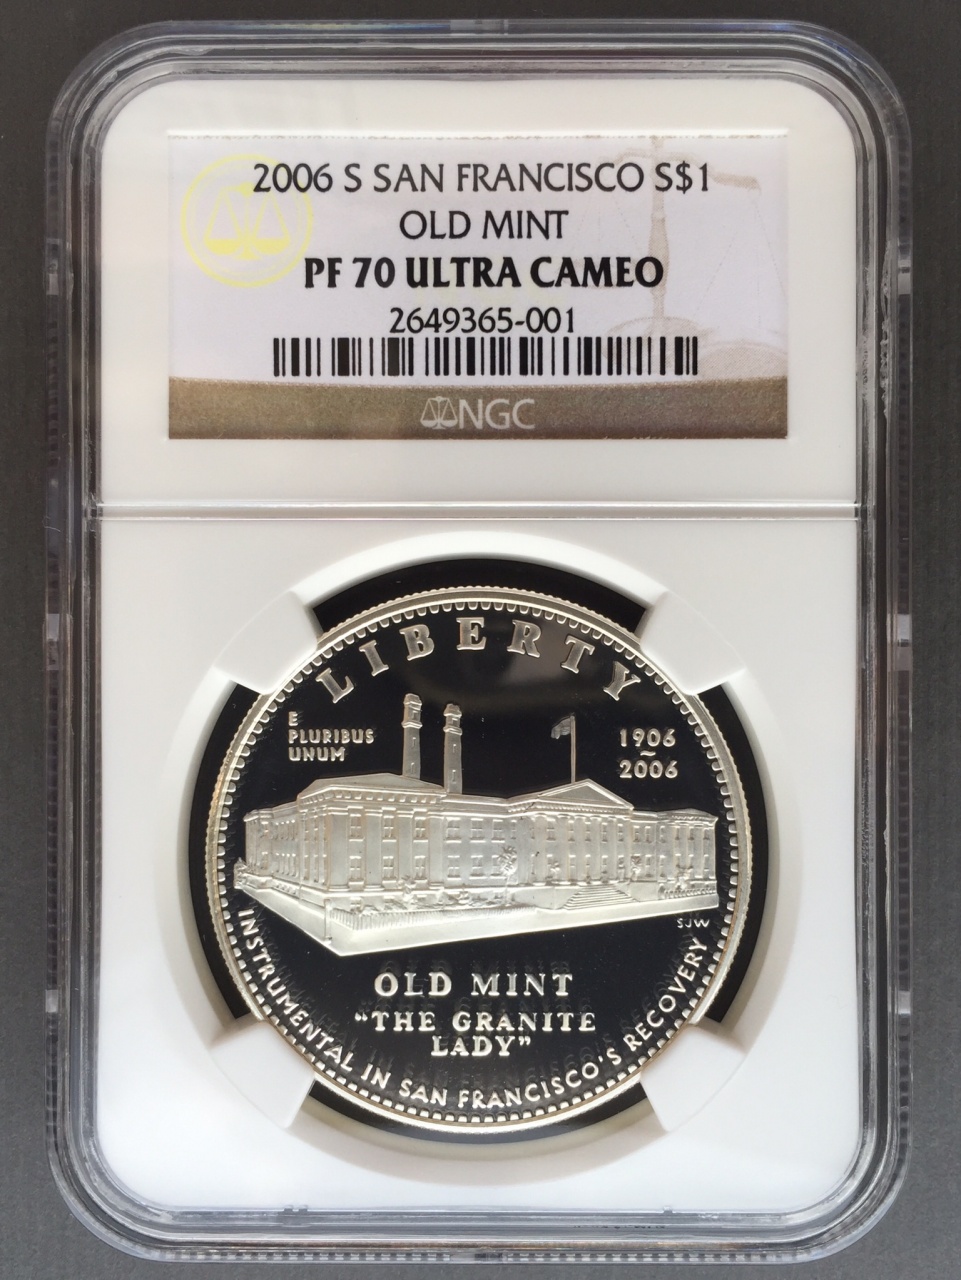 2006 S SAN FRANCISCO S$1
OLD MINT
PF 70 ULTRA CAMEO
2649365-001
NGC
LIBERTY
E
PLURIBUS
UNUM
1906
~
2006
SJW
OLD MINT
"THE GRANITE
LADY"
INSTRUMENTAL IN SAN FRANCISCO'S RECOVERY